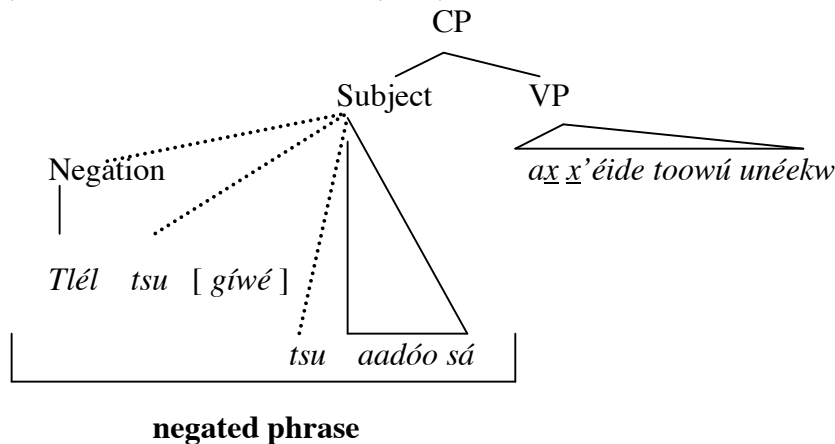 CP
Subject VP
Negation
ax̱ x̱’éide toowú unéekw
Tlél tsu [ gíwé ]
tsu aadóo sá
negated phrase